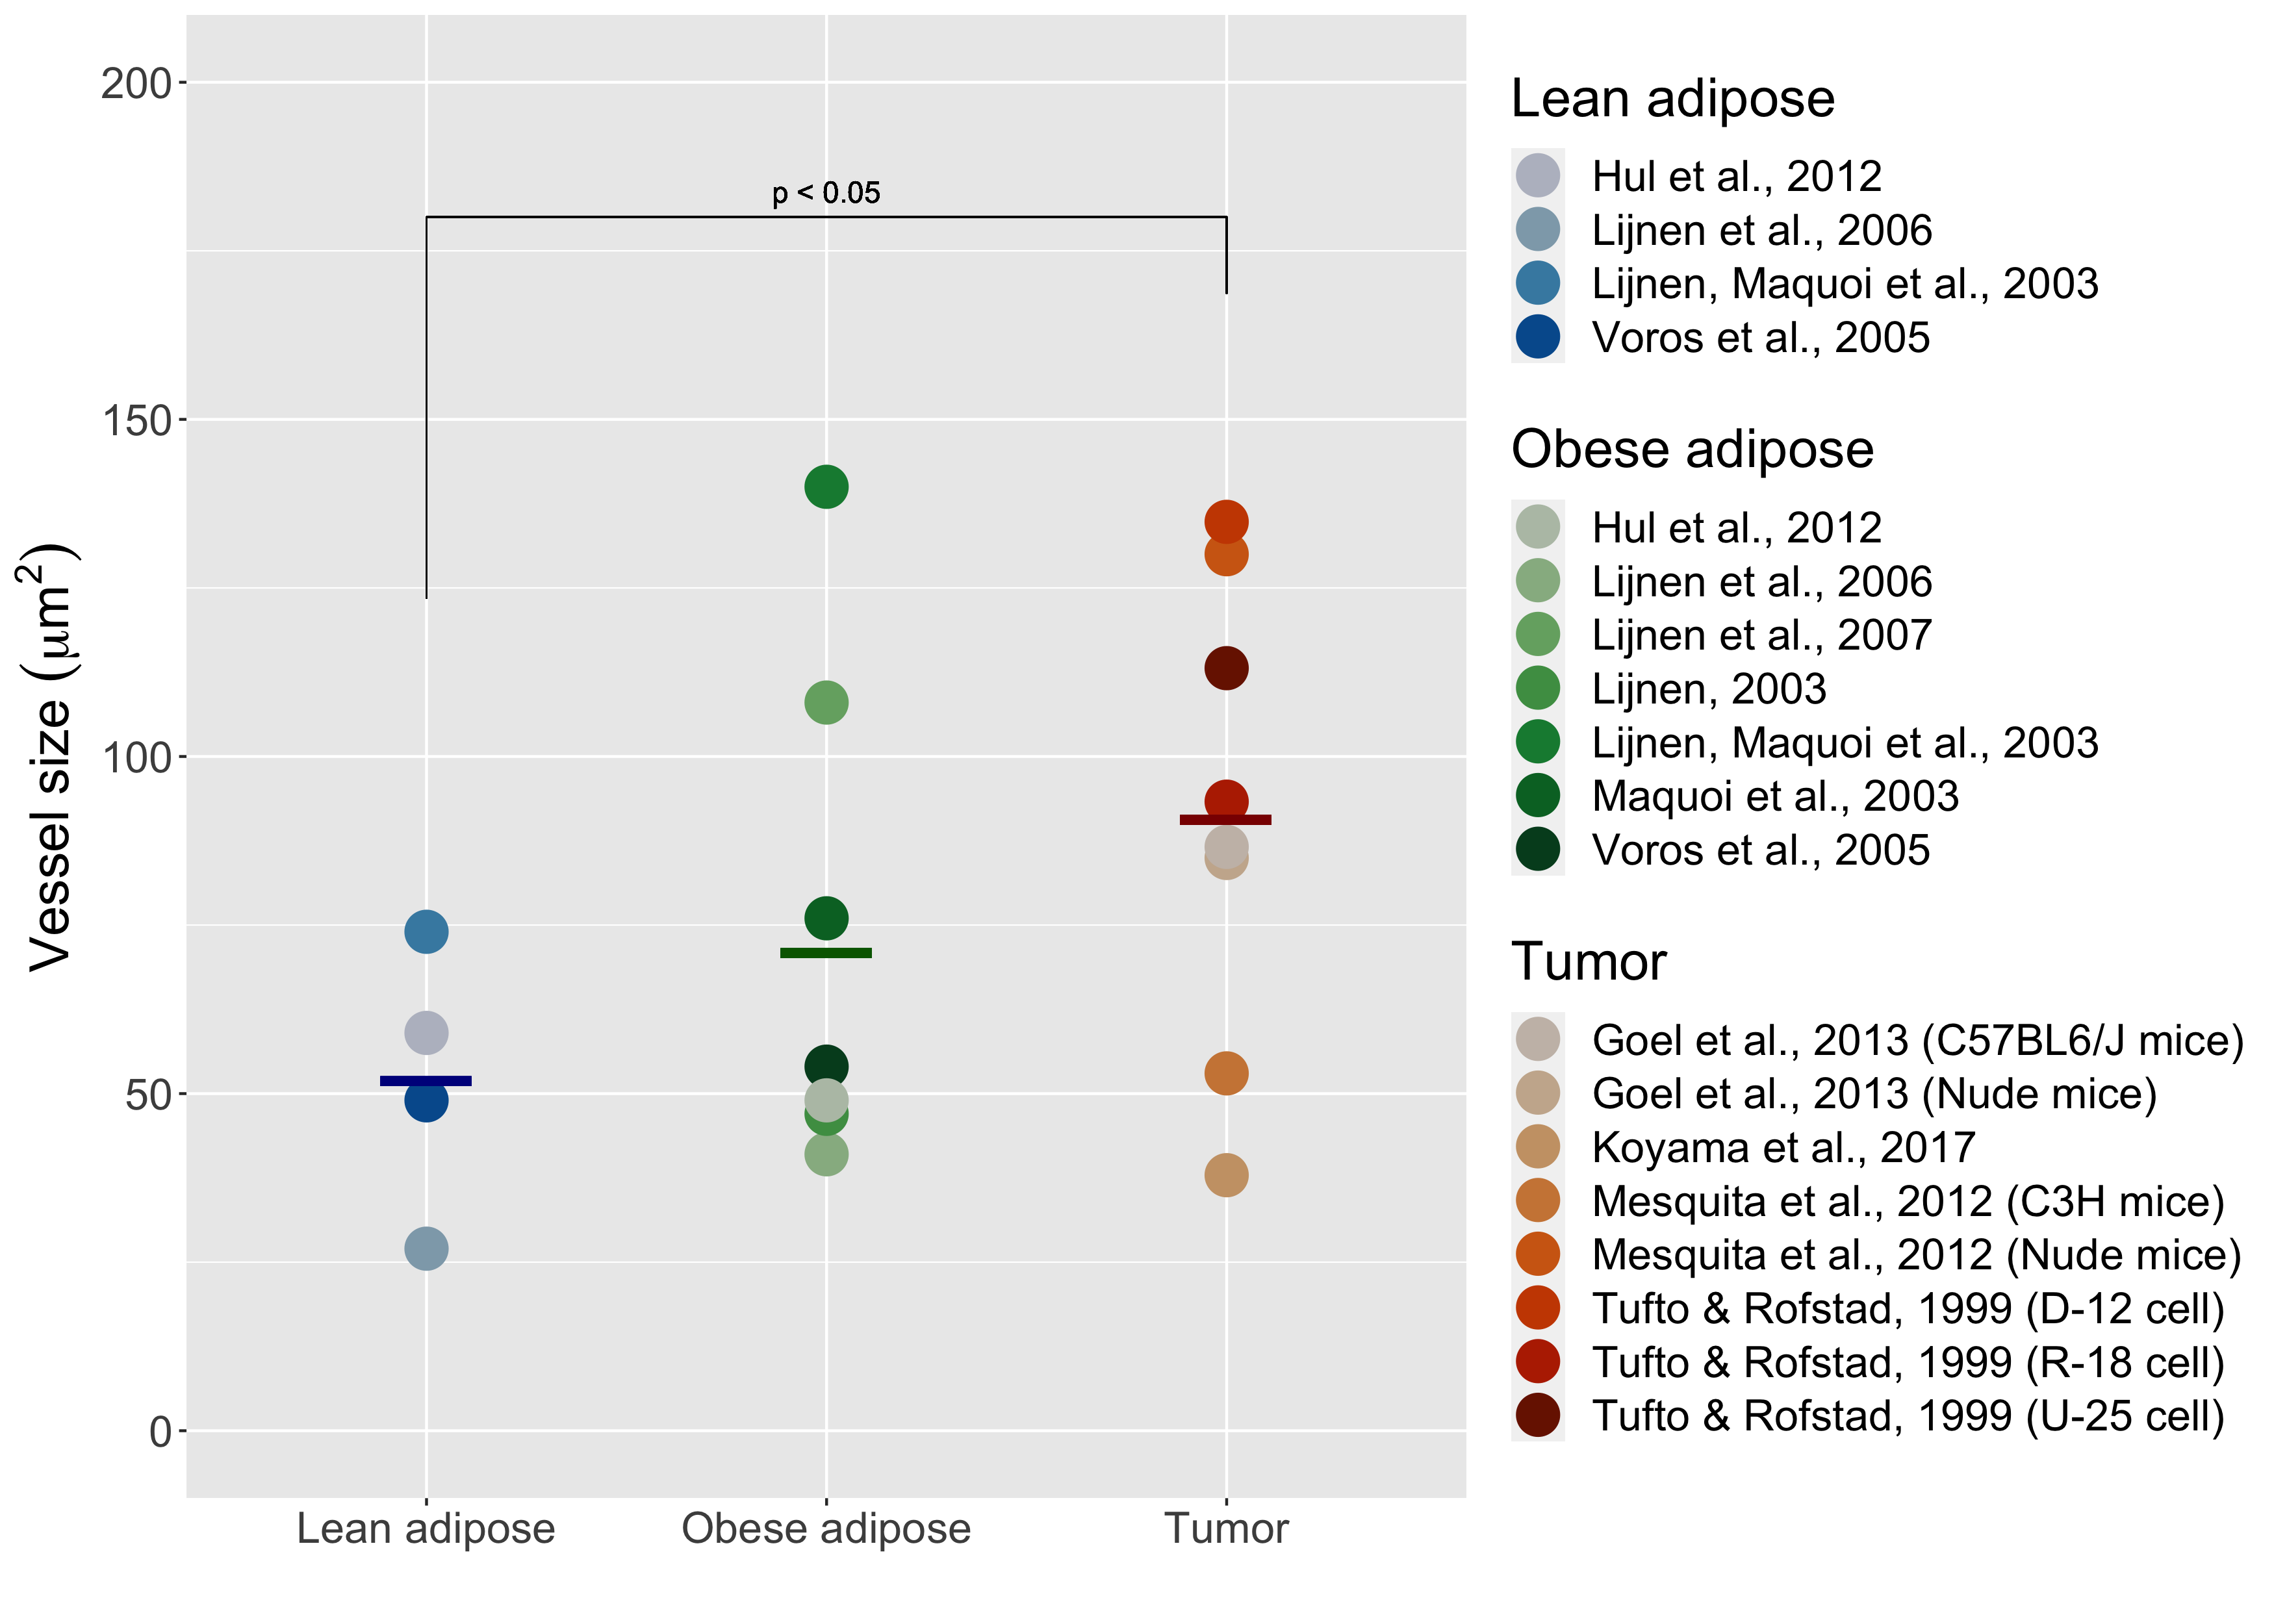 200
150
100
50
0
Vessel size (μm²)
p < 0.05
Lean adipose
Obese adipose
Tumor
Lean adipose
Hul et al., 2012
Lijnen et al., 2006
Lijnen, Maquoi et al., 2003
Voros et al., 2005
Obese adipose
Hul et al., 2012
Lijnen et al., 2006
Lijnen et al., 2007
Lijnen, 2003
Lijnen, Maquoi et al., 2003
Maquoi et al., 2003
Voros et al., 2005
Tumor
Goel et al., 2013 (C57BL6/J mice)
Goel et al., 2013 (Nude mice)
Koyama et al., 2017
Mesquita et al., 2012 (C3H mice)
Mesquita et al., 2012 (Nude mice)
Tufto & Rofstad, 1999 (D-12 cell)
Tufto & Rofstad, 1999 (R-18 cell)
Tufto & Rofstad, 1999 (U-25 cell)